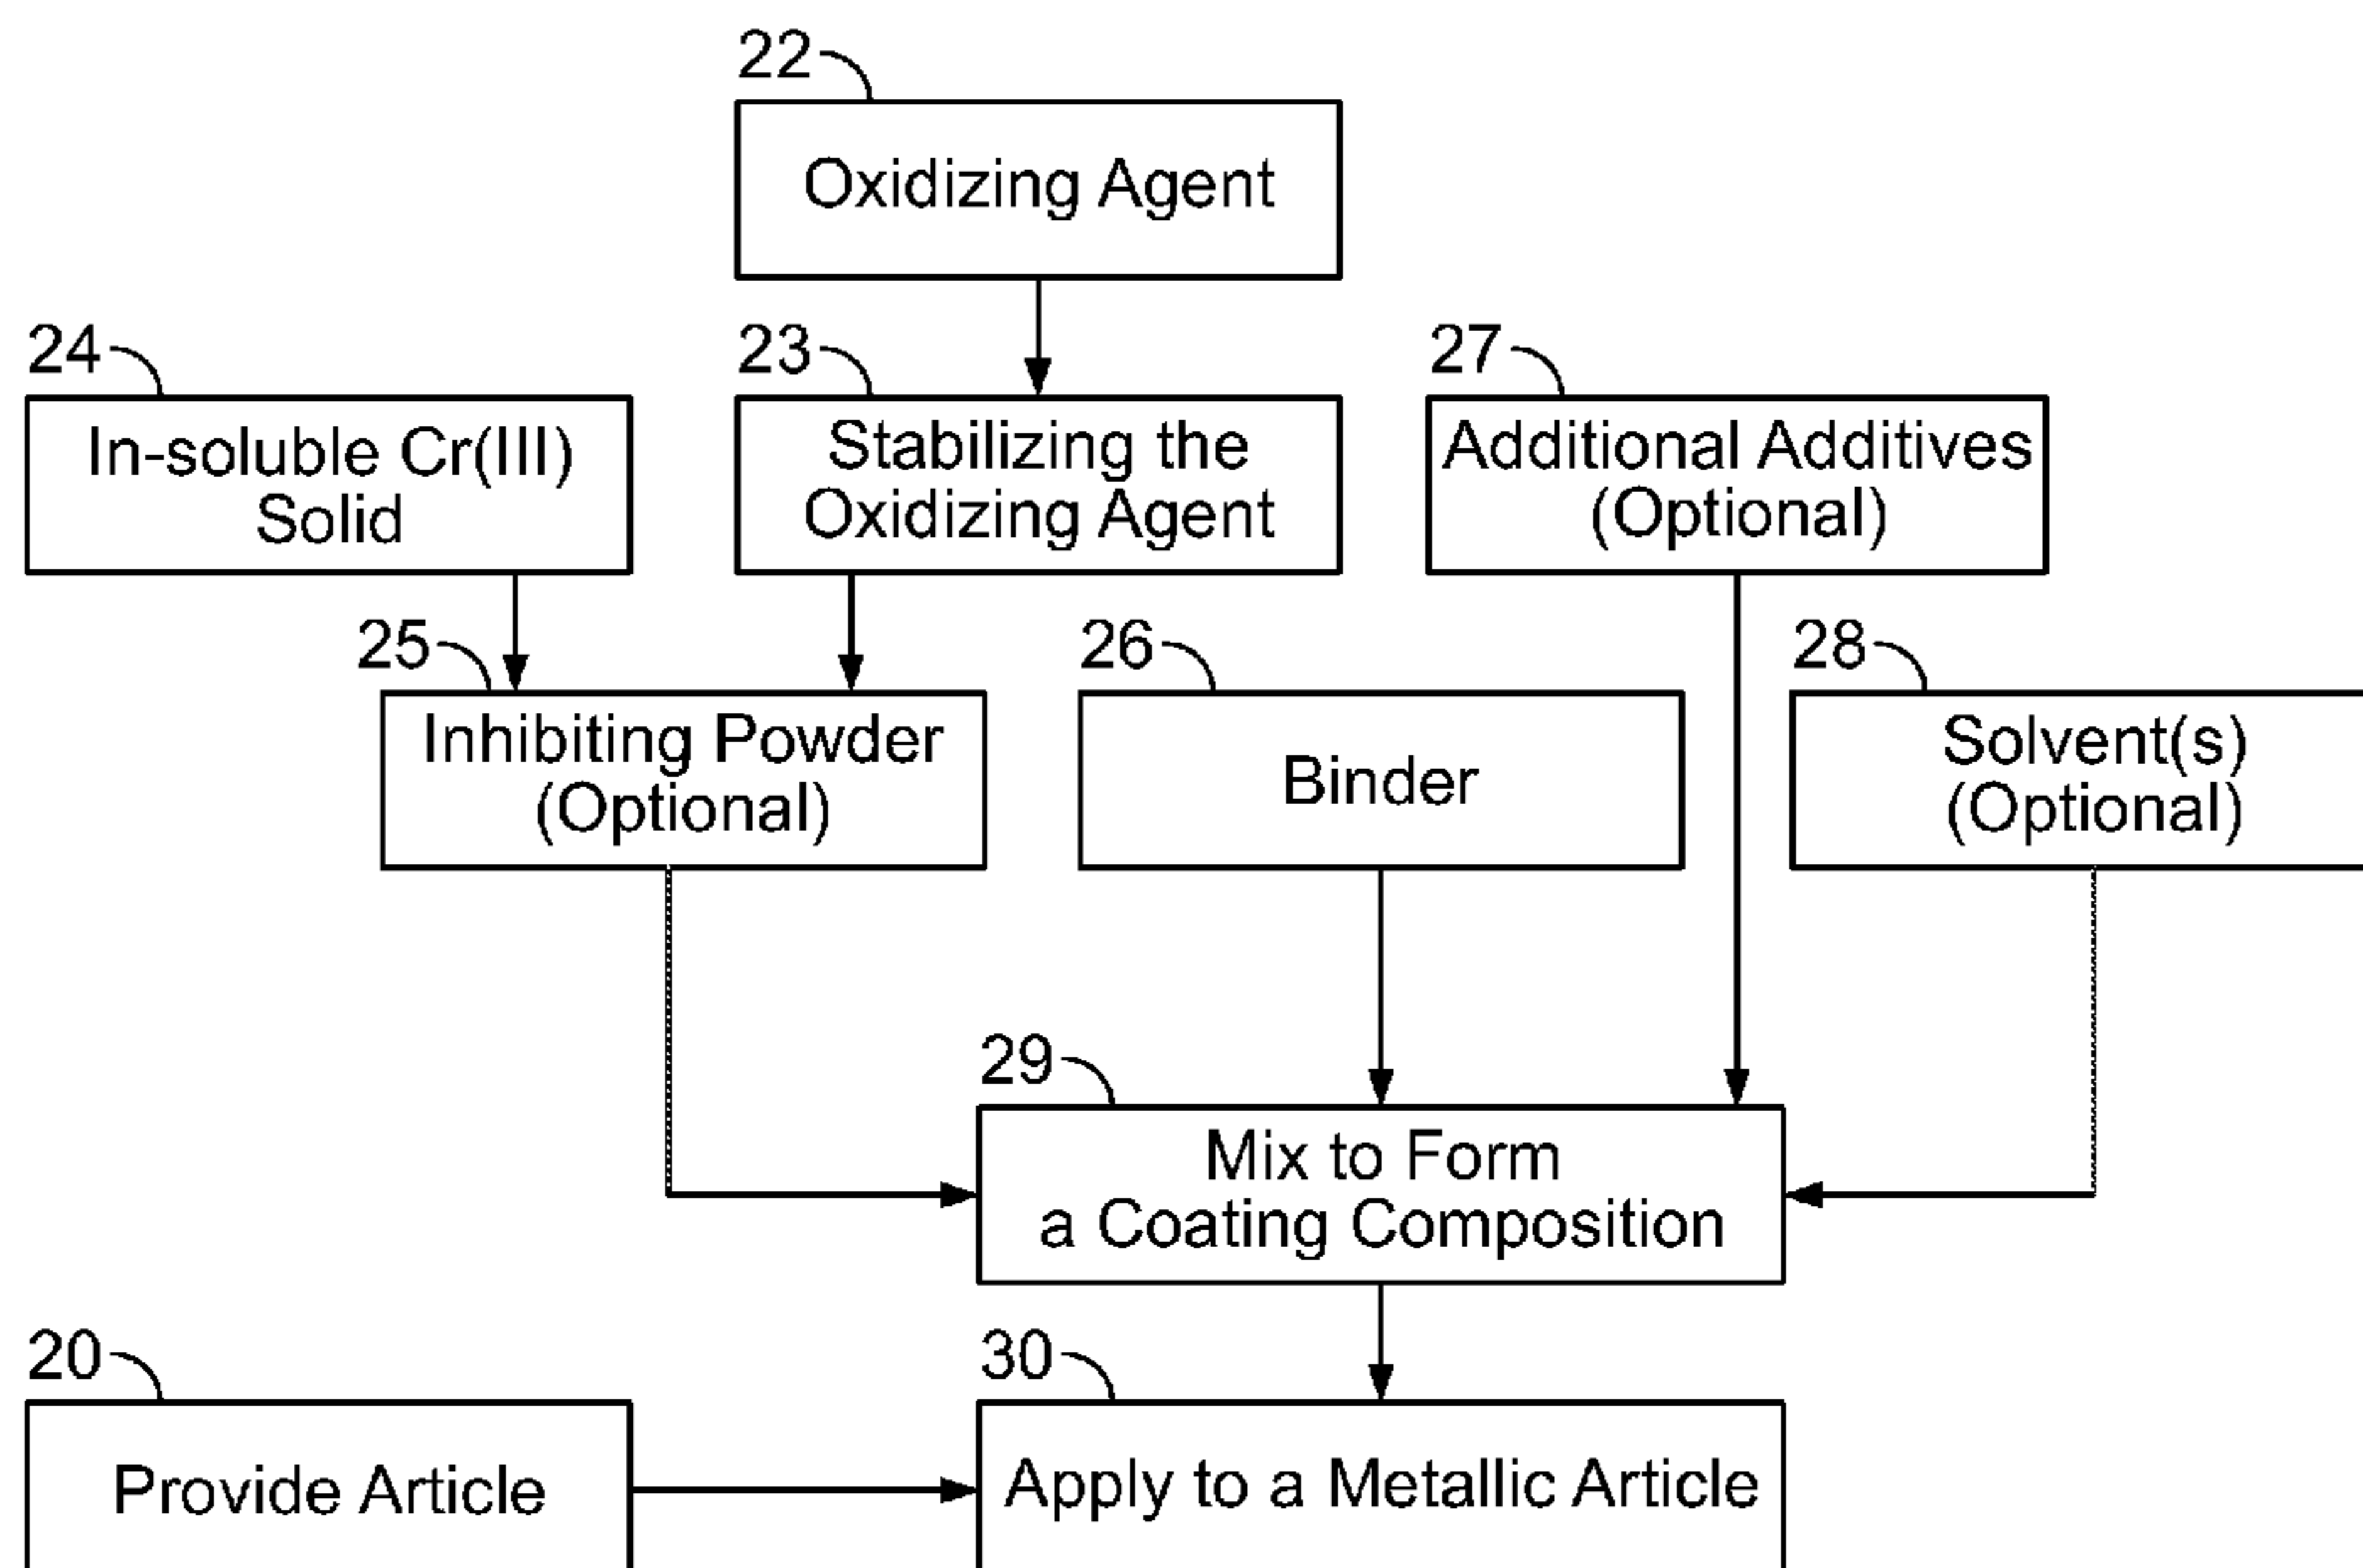 22
Oxidizing Agent
24
In-soluble Cr(III)
Solid
23
Stabilizing the
Oxidizing Agent
27
Additional Additives
(Optional)
25
Inhibiting Powder
(Optional)
26
Binder
28
Solvent(s)
(Optional)
29
Mix to Form
a Coating Composition
20
Provide Article
30
Apply to a Metallic Article